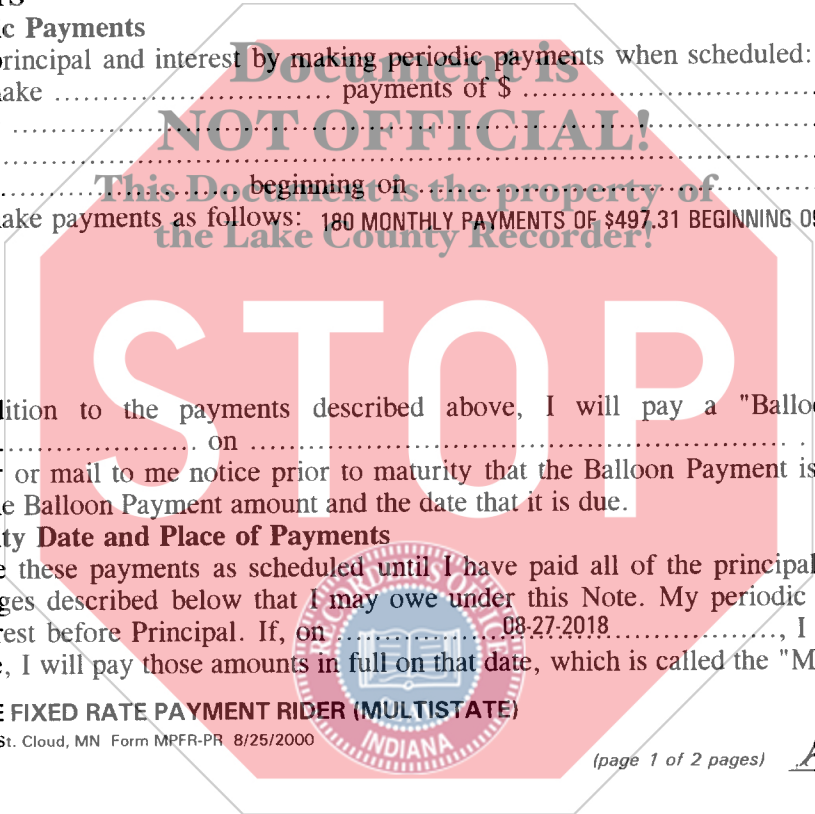 TS
c Payments
principal and interest by making periodic payments when scheduled:
ake .............................. payments of $ ..............................
beginning on
ake payments as follows: 180 MONTHLY PAYMENTS OF $497.31 BEGINNING 09
Document is
NOT OFFICIAL!
This Document is the property of
the Lake County Recorder!
STOP
lition to the payments described above, I will pay a "Balloo
.................... on ..............................
r or mail to me notice prior to maturity that the Balloon Payment is
e Balloon Payment amount and the date that it is due.
ity Date and Place of Payments
e these payments as scheduled until I have paid all of the principal
ges described below that I may owe under this Note. My periodic
rest before Principal. If, on .................... 08-27-2018 ...................., I
e, I will pay those amounts in full on that date, which is called the "M
INDIANA
E FIXED RATE PAYMENT RIDER (MULTISTATE)
St. Cloud, MN Form MPFR-PR 8/25/2000
(page 1 of 2 pages)